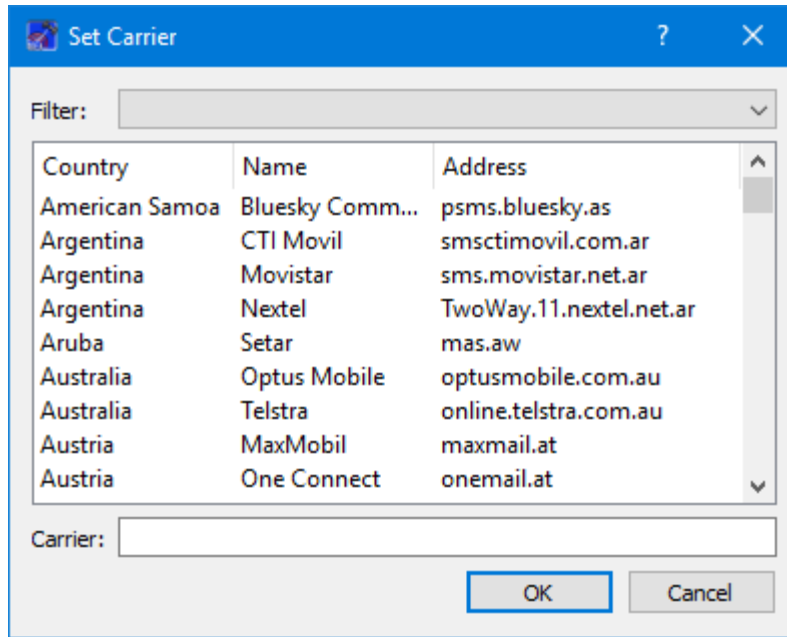 Set Carrier ?
Filter:
Country Name Address
American Samoa Bluesky Comm... psms.bluesky.as
Argentina CTI Movil smsctimovil.com.ar
Argentina Movistar sms.movistar.net.ar
Argentina Nextel TwoWay.11.nextel.net.ar
Aruba Setar mas.aw
Australia Optus Mobile optusmobile.com.au
Australia Telstra online.telstra.com.au
Austria MaxMobil maxmail.at
Austria One Connect onemail.at
Carrier:
OK Cancel